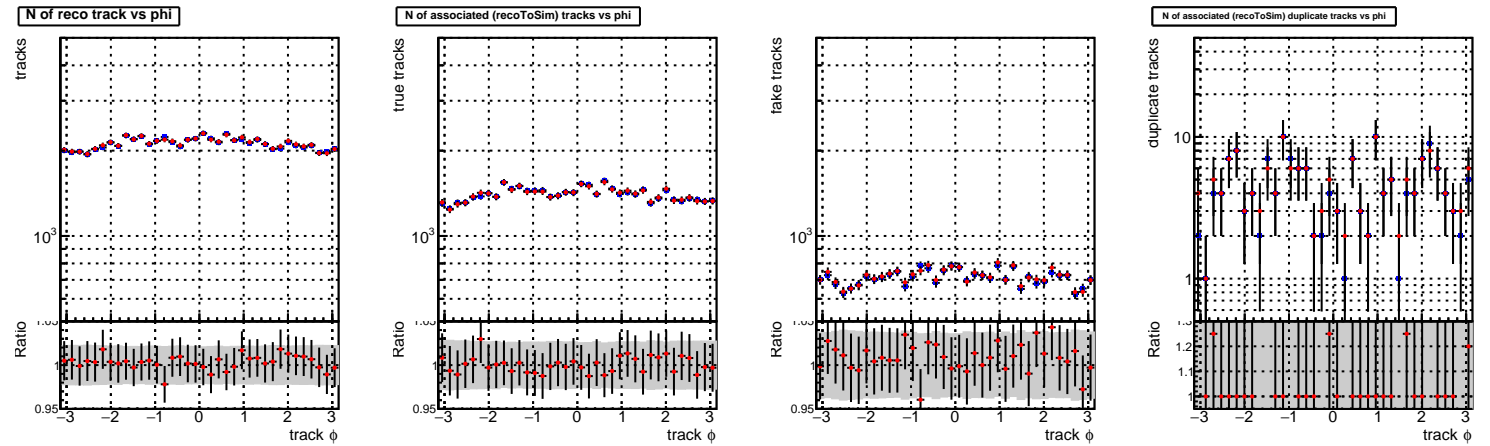 N of reco track vs phi
tracks
10³
Ratio
1.05
1
0.95
−3 −2 −1 0 1 2 3
track φ
N of associated (recoToSim) tracks vs phi
true tracks
10³
Ratio
1.05
1
0.95
−3 −2 −1 0 1 2 3
track φ
fake tracks
10³
Ratio
1.05
1
0.95
−3 −2 −1 0 1 2 3
track φ
N of associated (recoToSim) duplicate tracks vs phi
duplicate tracks
10
1
Ratio
1.3
1.2
1.1
1
−3 −2 −1 0 1 2 3
track φ